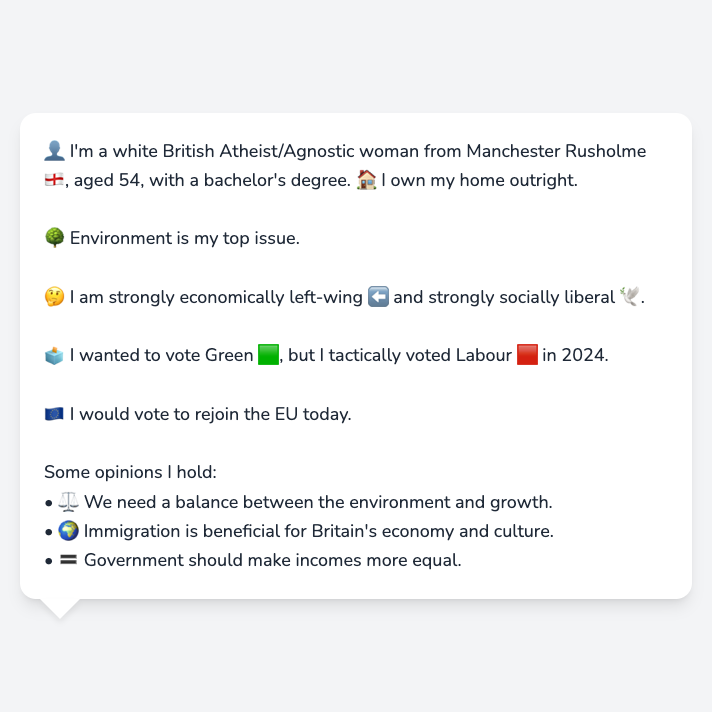 👤 I'm a white British Atheist/Agnostic woman from Manchester Rusholme
🏴󠁧󠁢󠁥󠁮󠁧󠁿, aged 54, with a bachelor's degree. 🏠 I own my home outright.
🌳 Environment is my top issue.
🤔 I am strongly economically left-wing ⬅️ and strongly socially liberal 🕊️.
🗳️ I wanted to vote Green 🟩, but I tactically voted Labour 🟥 in 2024.
🇪🇺 I would vote to rejoin the EU today.
Some opinions I hold:
• ⚖️ We need a balance between the environment and growth.
• 🌍 Immigration is beneficial for Britain's economy and culture.
• 🟰 Government should make incomes more equal.